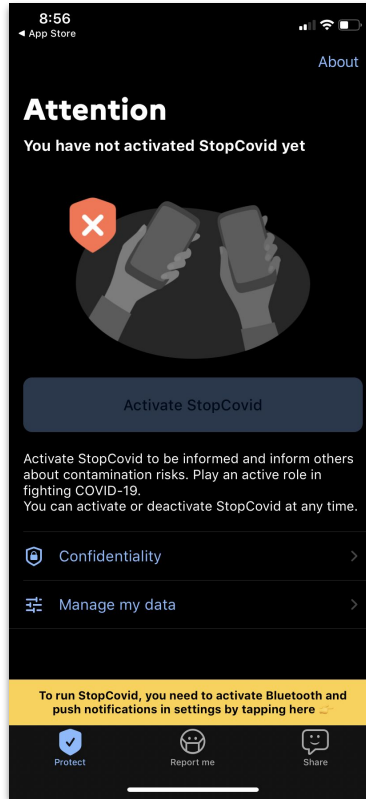 8:56
◀ App Store
About
Attention
You have not activated StopCovid yet
Activate StopCovid
Activate StopCovid to be informed and inform others
about contamination risks. Play an active role in
fighting COVID-19.
You can activate or deactivate StopCovid at any time.
Confidentiality
Manage my data
To run StopCovid, you need to activate Bluetooth and
push notifications in settings by tapping here 👉
Protect
Report me
Share